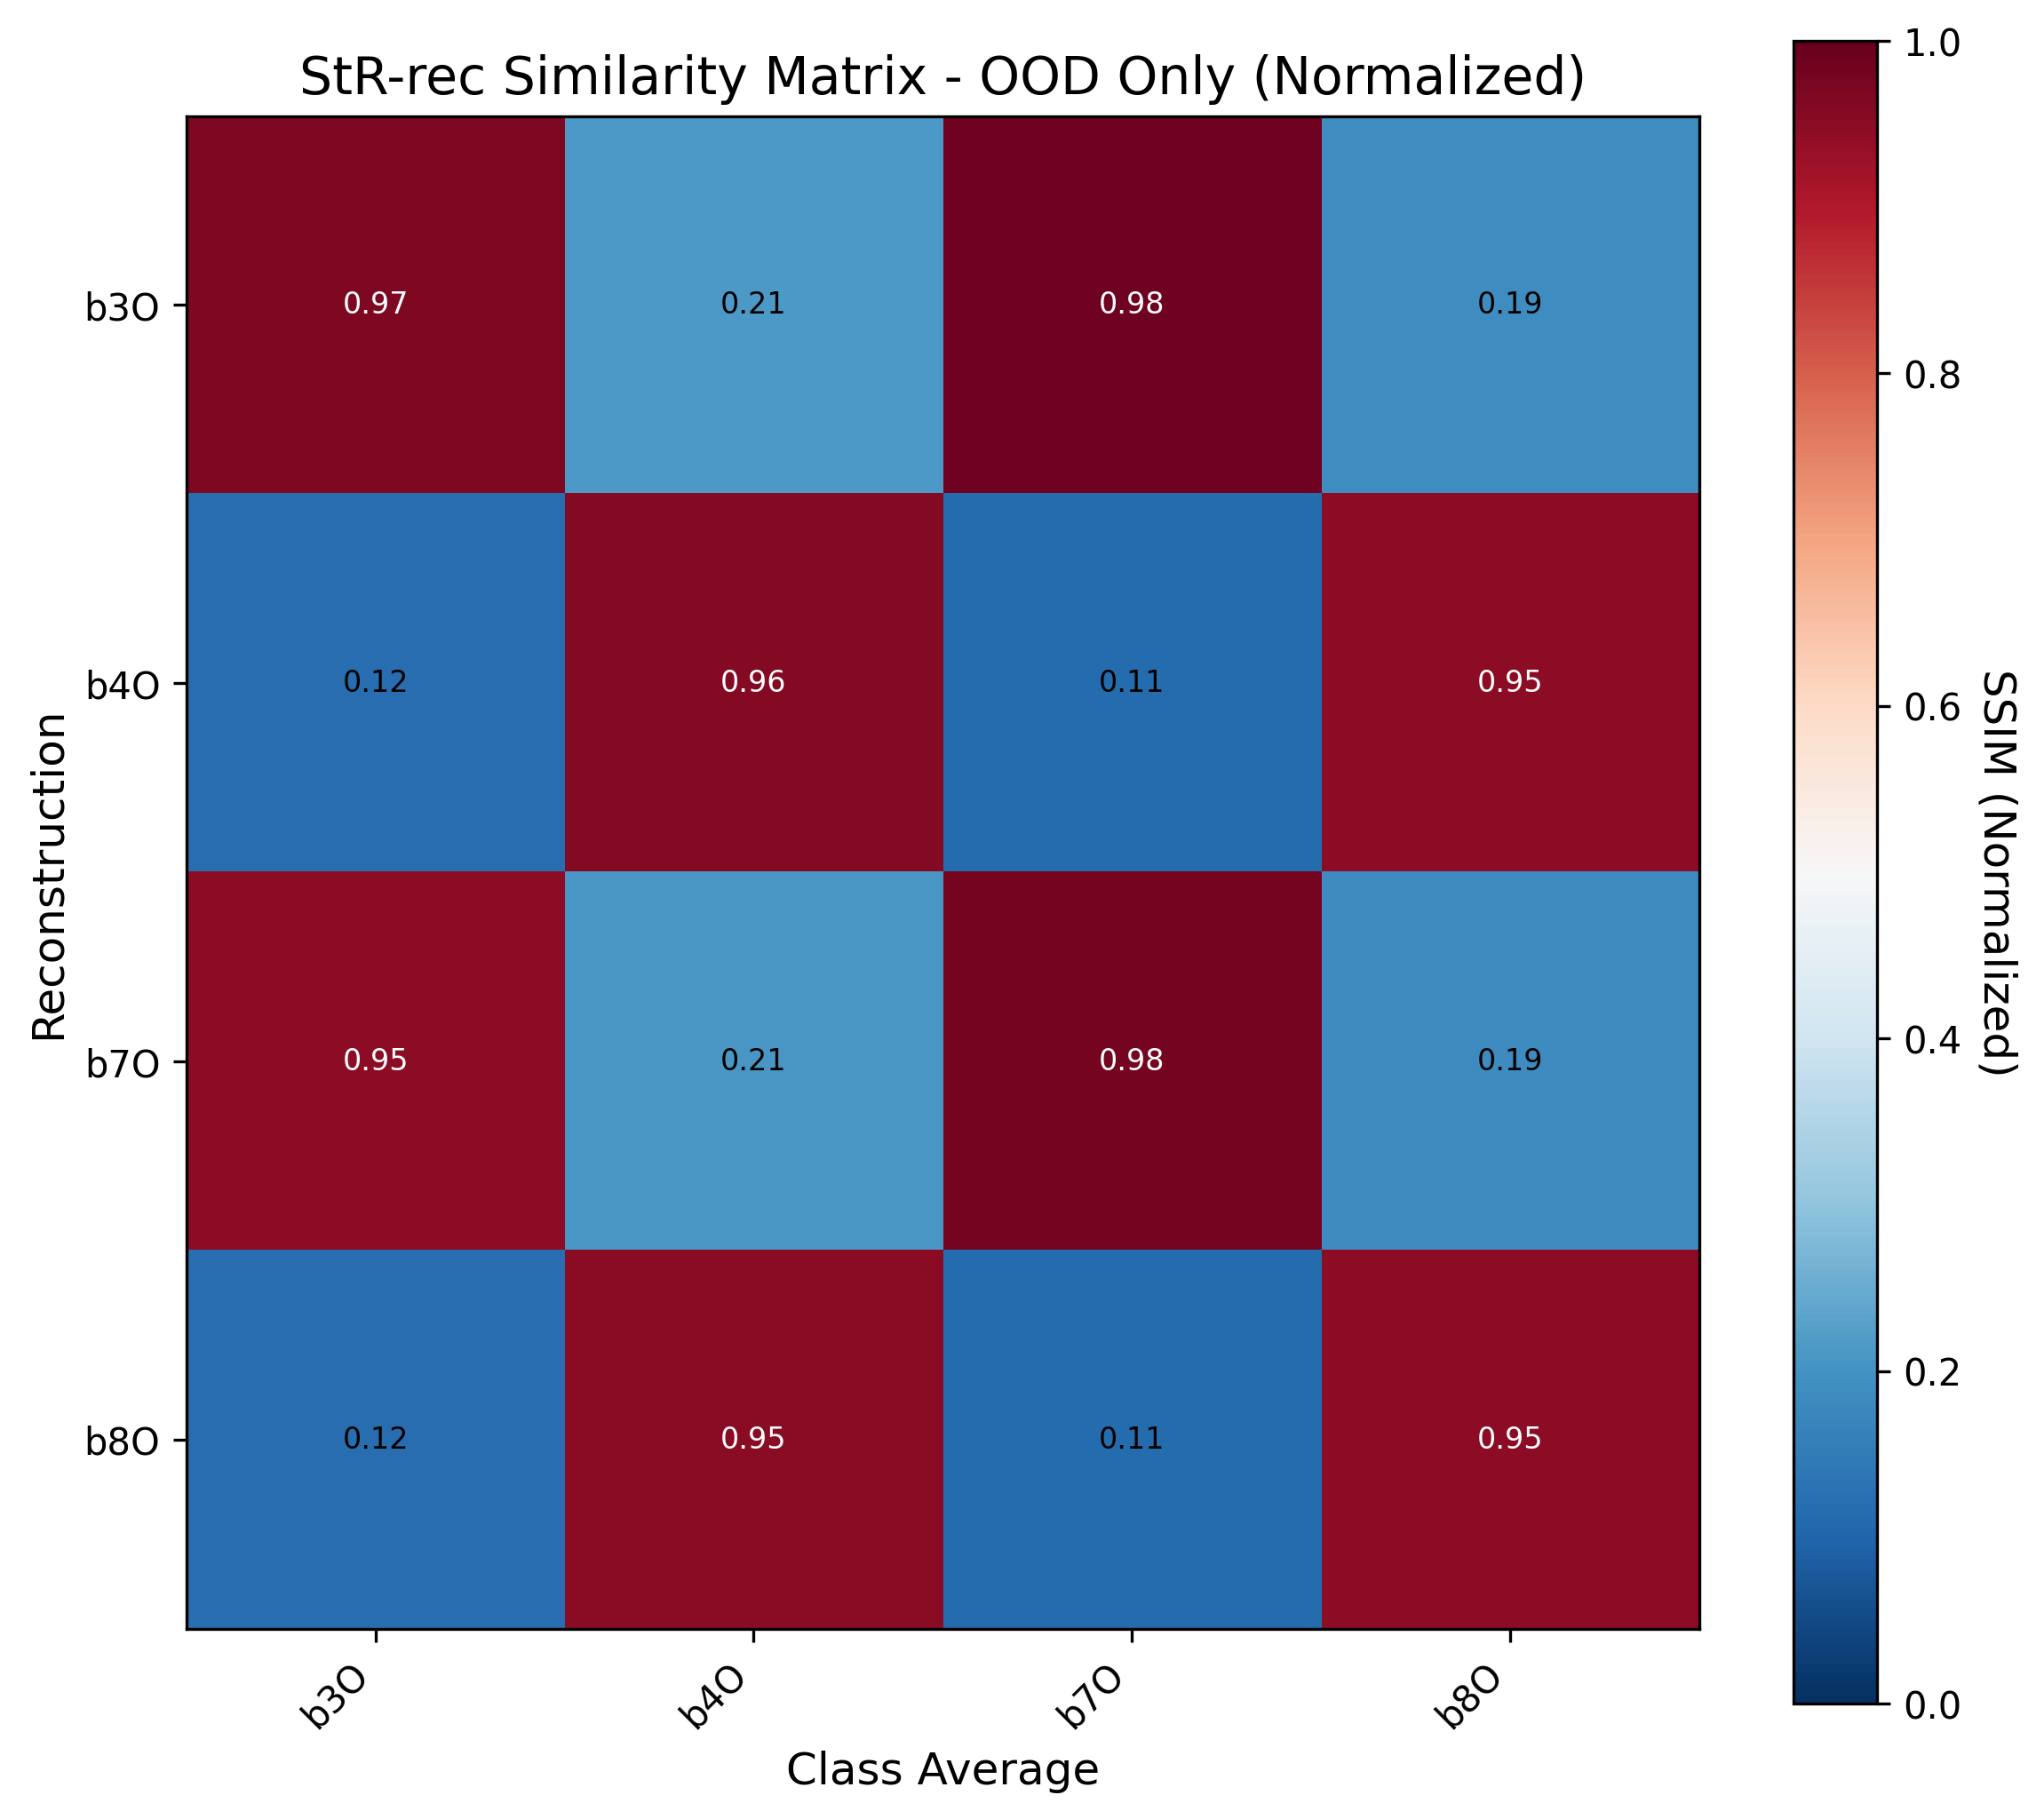 StR-rec Similarity Matrix - OOD Only (Normalized)
b3O 0.97 0.21 0.98 0.19
b4O 0.12 0.96 0.11 0.95
b7O 0.95 0.21 0.98 0.19
b8O 0.12 0.95 0.11 0.95
b3O b4O b7O b8O
Class Average
Reconstruction
1.0
0.8
0.6
0.4
0.2
0.0
SSIM (Normalized)